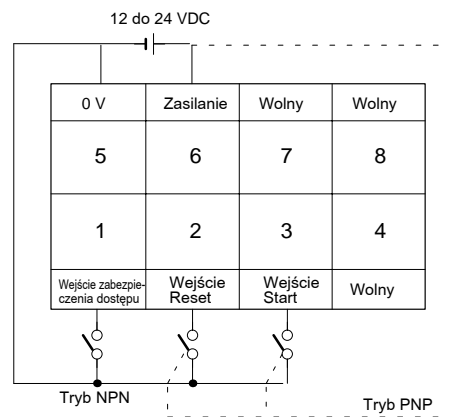 12 do 24 VDC
0 V Zasilanie Wolny Wolny
5 6 7 8
1 2 3 4
Wejście zabezpie-
czenia dostępu
Wejście
Reset
Wejście
Start
Wolny
Tryb NPN
Tryb PNP